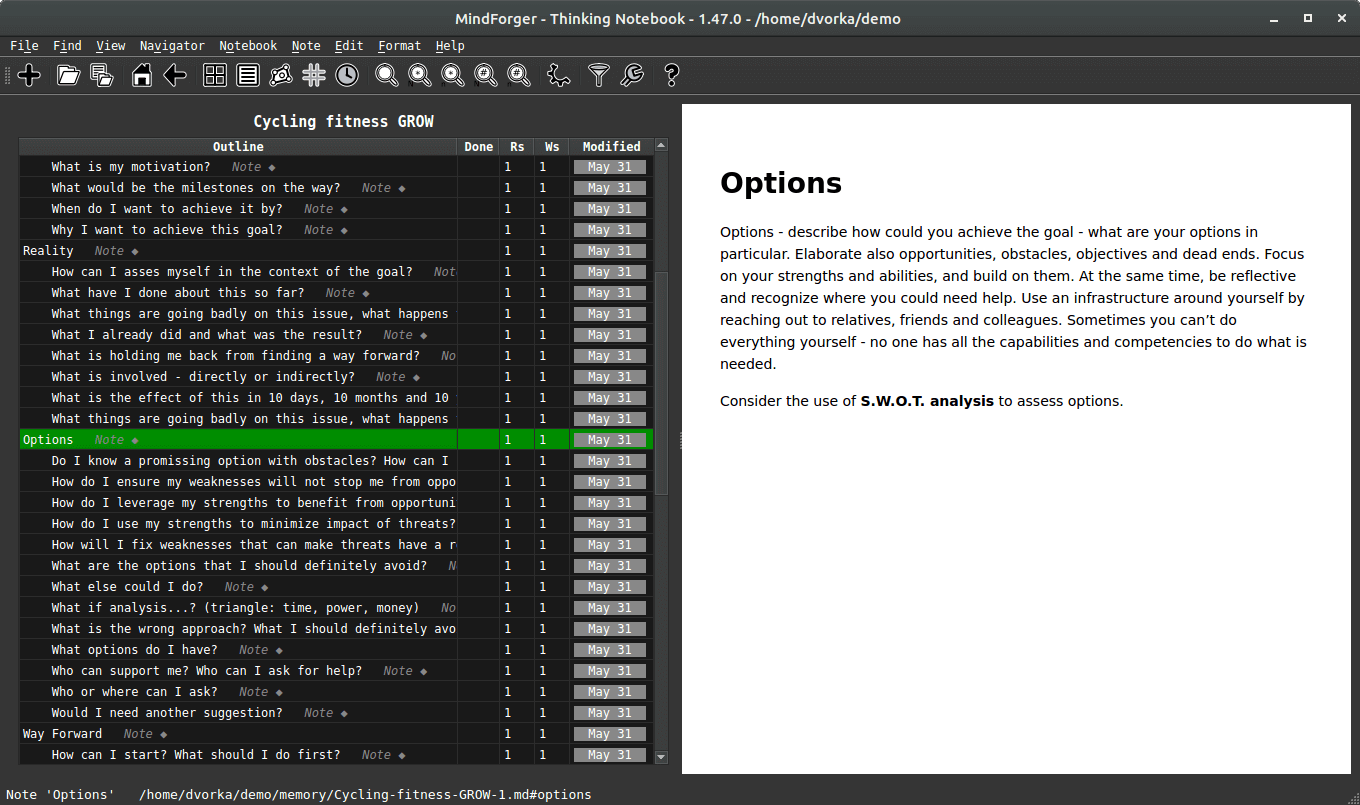 MindForger - Thinking Notebook - 1.47.0 - /home/dvorka/demo
File Find View Navigator Notebook Note Edit Format Help
Cycling fitness GROW
Outline Done Rs Ws Modified
What is my motivation? Note 1 1 May 31
What would be the milestones on the way? Note 1 1 May 31
When do I want to achieve it by? Note 1 1 May 31
Why I want to achieve this goal? Note 1 1 May 31
Reality Note 1 1 May 31
How can I asses myself in the context of the goal? Not 1 1 May 31
What have I done about this so far? Note 1 1 May 31
What things are going badly on this issue, what happens 1 1 May 31
What I already did and what was the result? Note 1 1 May 31
What is holding me back from finding a way forward? No 1 1 May 31
What is involved - directly or indirectly? Note 1 1 May 31
What is the effect of this in 10 days, 10 months and 10 1 1 May 31
What things are going badly on this issue, what happens 1 1 May 31
Options Note 1 1 May 31
Do I know a promissing option with obstacles? How can I 1 1 May 31
How do I ensure my weaknesses will not stop me from oppo 1 1 May 31
How do I leverage my strengths to benefit from opportuni 1 1 May 31
How do I use my strengths to minimize impact of threats? 1 1 May 31
How will I fix weaknesses that can make threats have a r 1 1 May 31
What are the options that I should definitely avoid? N 1 1 May 31
What else could I do? Note 1 1 May 31
What if analysis...? (triangle: time, power, money) No 1 1 May 31
What is the wrong approach? What I should definitely avo 1 1 May 31
What options do I have? Note 1 1 May 31
Who can support me? Who can I ask for help? Note 1 1 May 31
Who or where can I ask? Note 1 1 May 31
Would I need another suggestion? Note 1 1 May 31
Way Forward Note 1 1 May 31
How can I start? What should I do first? Note 1 1 May 31
Options
Options - describe how could you achieve the goal - what are your options in
particular. Elaborate also opportunities, obstacles, objectives and dead ends. Focus
on your strengths and abilities, and build on them. At the same time, be reflective
and recognize where you could need help. Use an infrastructure around yourself by
reaching out to relatives, friends and colleagues. Sometimes you can’t do
everything yourself - no one has all the capabilities and competencies to do what is
needed.
Consider the use of S.W.O.T. analysis to assess options.
Note 'Options' /home/dvorka/demo/memory/Cycling-fitness-GROW-1.md#options